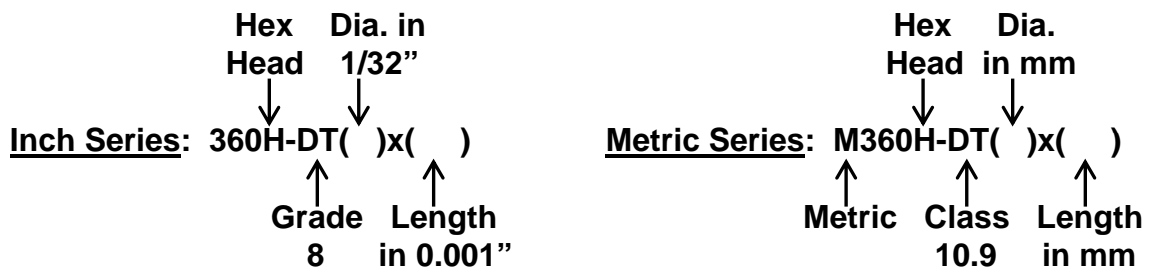 Hex Dia. in
Head 1/32”
Inch Series: 360H-DT( )x( )
Grade Length
8 in 0.001”
Hex Dia.
Head in mm
Metric Series: M360H-DT( )x( )
Metric Class Length
10.9 in mm